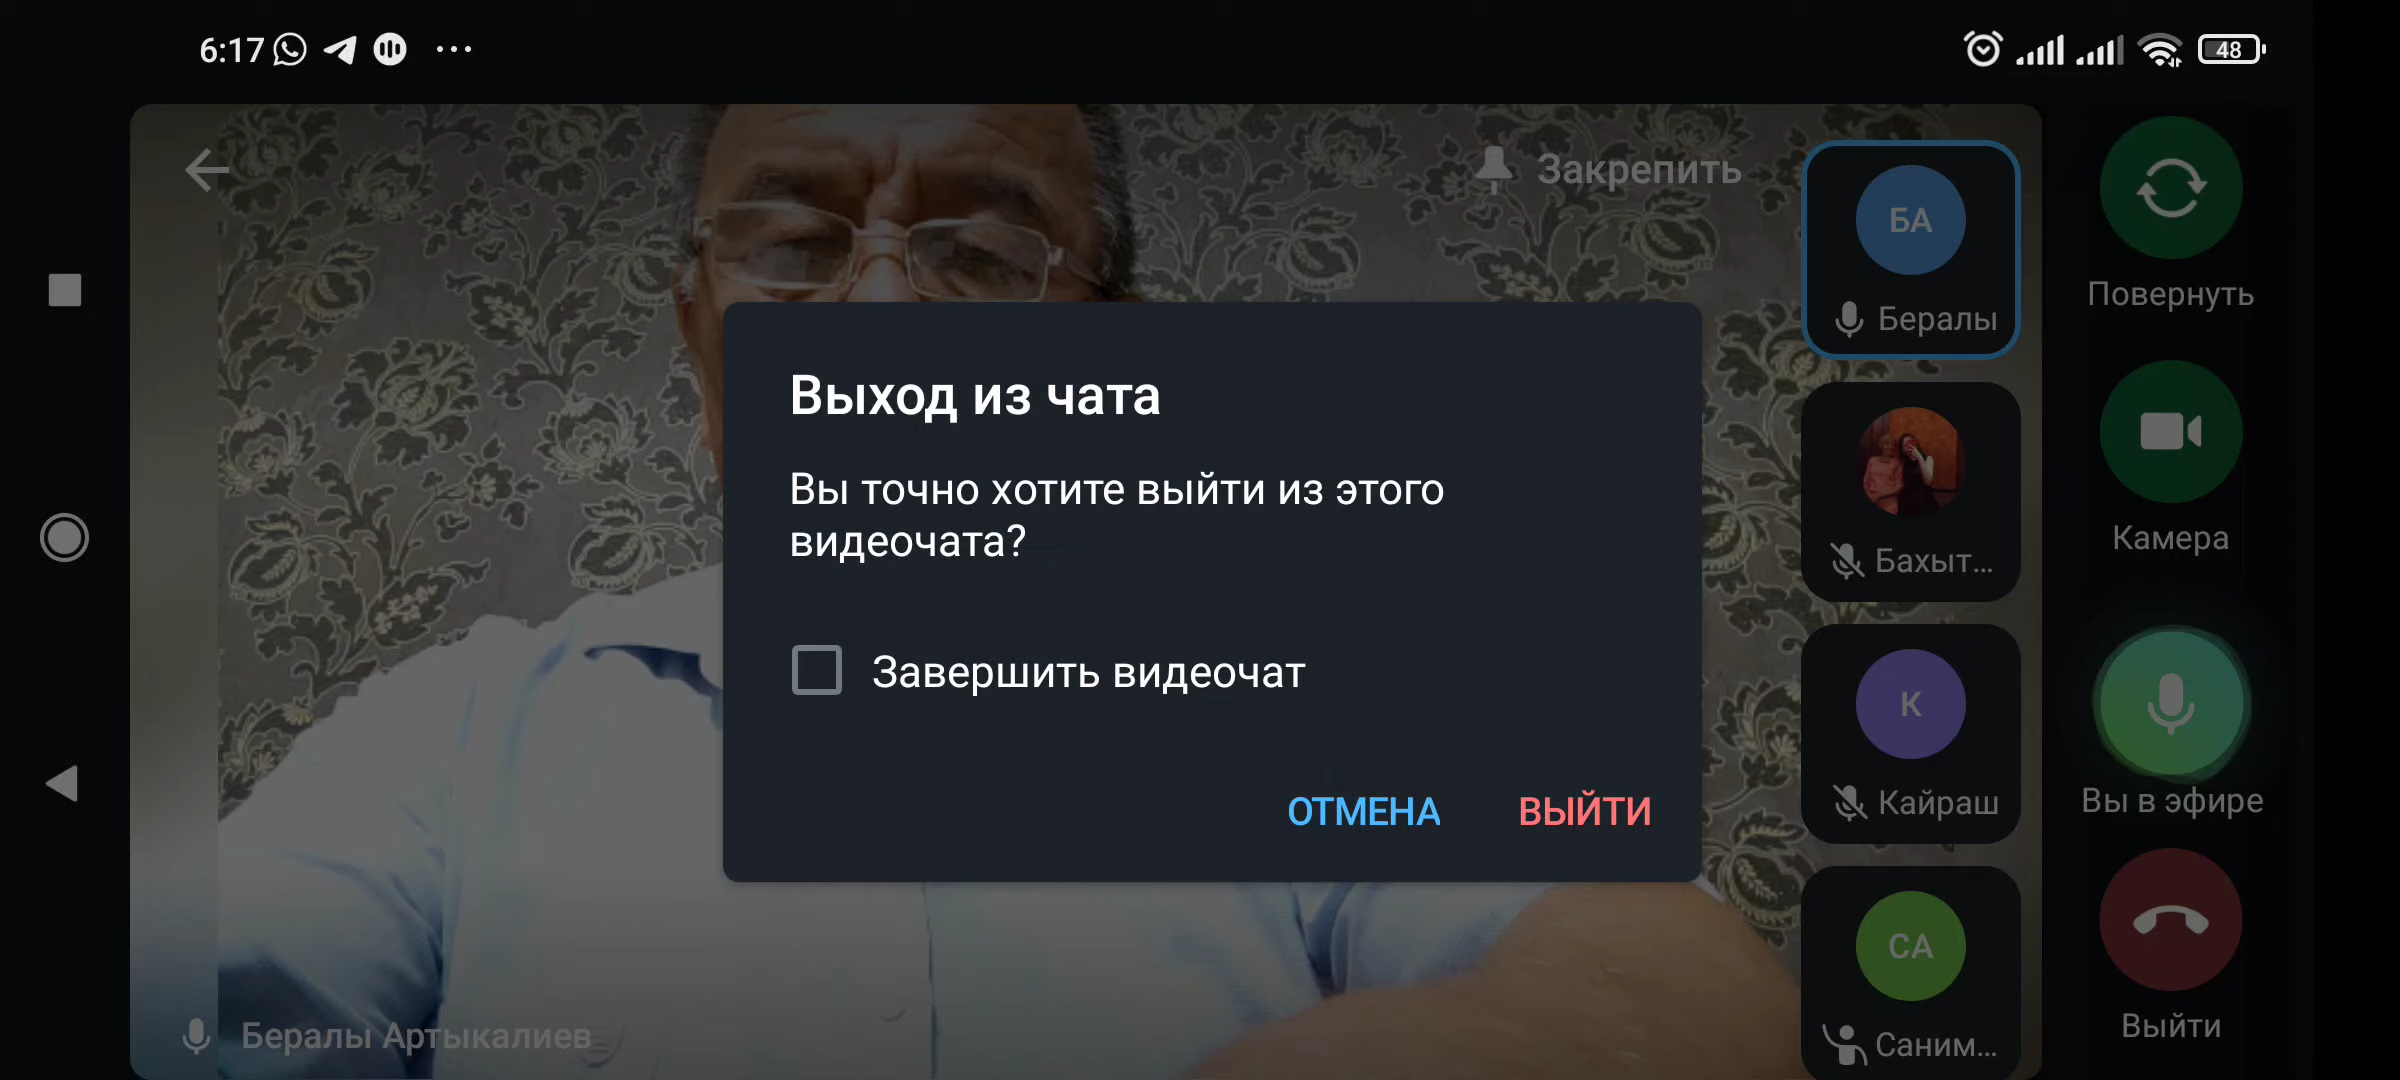 6:17
48
Закрепить
БА
Бералы
Повернуть
Выход из чата
Вы точно хотите выйти из этого
видеочата?
Завершить видеочат
ОТМЕНА
ВЫЙТИ
Бахыт...
Камера
К
Кайраш
Вы в эфире
СА
Саним...
Выйти
Бералы Артыкалиев